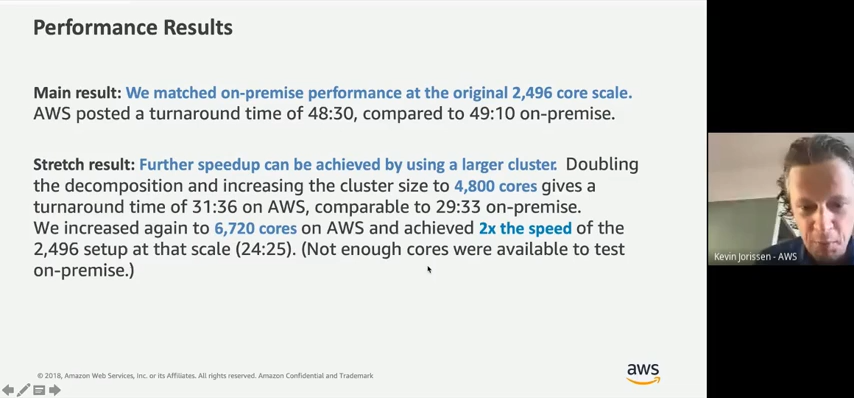 Performance Results
Main result: We matched on-premise performance at the original 2,496 core scale.
AWS posted a turnaround time of 48:30, compared to 49:10 on-premise.
Stretch result: Further speedup can be achieved by using a larger cluster. Doubling
the decomposition and increasing the cluster size to 4,800 cores gives a
turnaround time of 31:36 on AWS, comparable to 29:33 on-premise.
We increased again to 6,720 cores on AWS and achieved 2x the speed of the
2,496 setup at that scale (24:25). (Not enough cores were available to test
on-premise.)
Kevin Jorissen - AWS
© 2018, Amazon Web Services, Inc. or its Affiliates. All rights reserved. Amazon Confidential and Trademark
aws